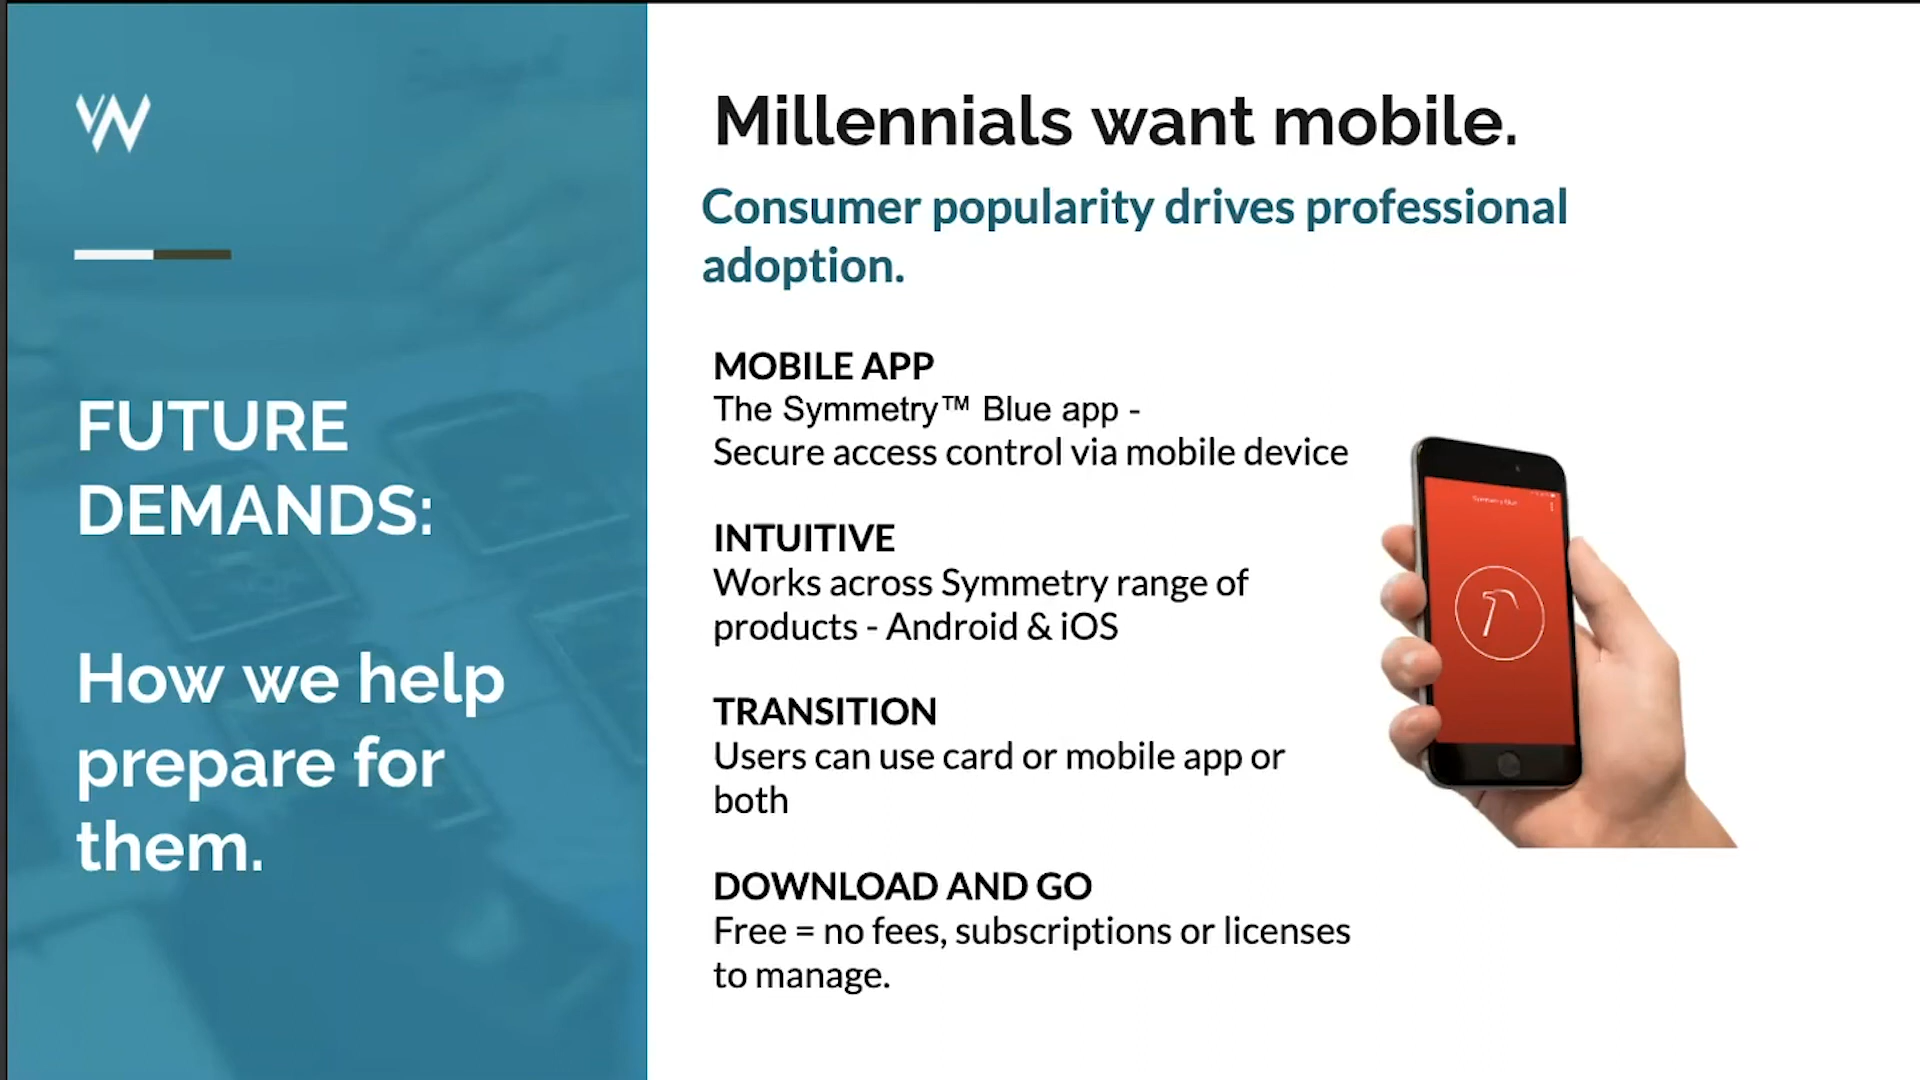 FUTURE
DEMANDS:
How we help
prepare for
them.
Millennials want mobile.
Consumer popularity drives professional
adoption.
MOBILE APP
The Symmetry™ Blue app -
Secure access control via mobile device
INTUITIVE
Works across Symmetry range of
products - Android & iOS
TRANSITION
Users can use card or mobile app or
both
DOWNLOAD AND GO
Free = no fees, subscriptions or licenses
to manage.
Symmetry Blue